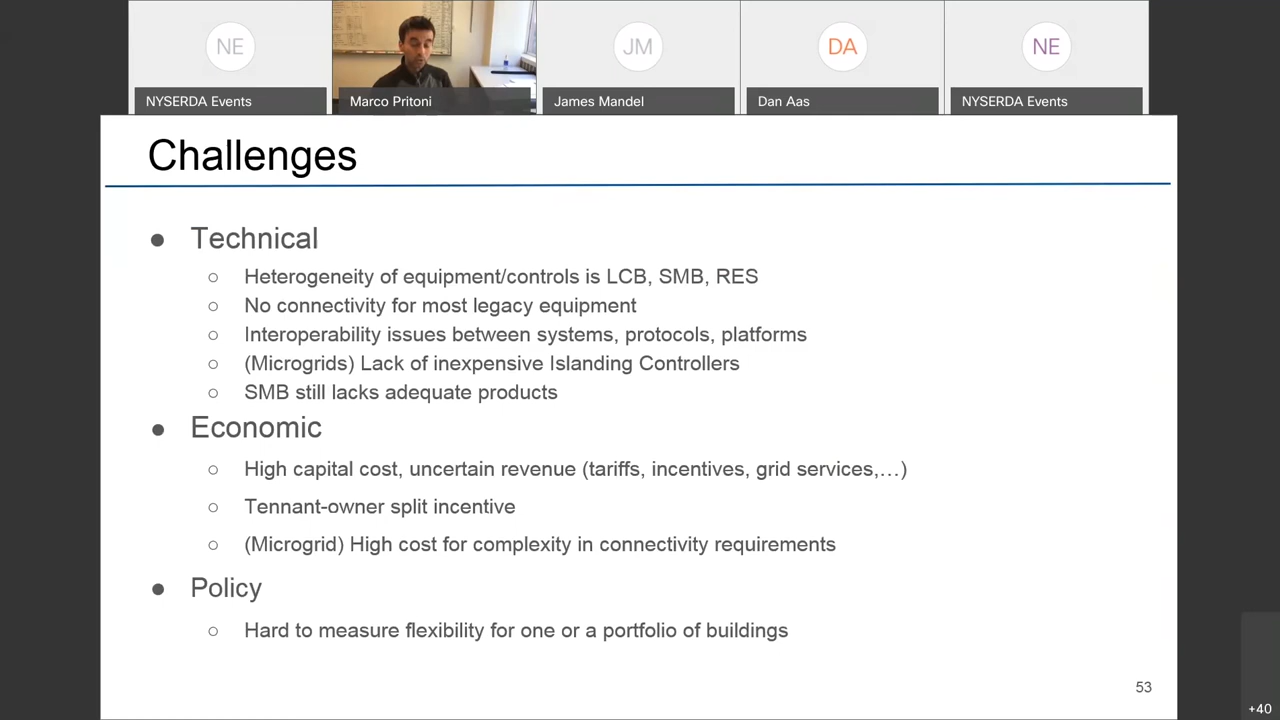 NE
JM
DA
NE
NYSERDA Events
Marco Pritoni
James Mandel
Dan Aas
NYSERDA Events
Challenges
● Technical
○ Heterogeneity of equipment/controls is LCB, SMB, RES
○ No connectivity for most legacy equipment
○ Interoperability issues between systems, protocols, platforms
○ (Microgrids) Lack of inexpensive Islanding Controllers
○ SMB still lacks adequate products
● Economic
○ High capital cost, uncertain revenue (tariffs, incentives, grid services,…)
○ Tennant-owner split incentive
○ (Microgrid) High cost for complexity in connectivity requirements
● Policy
○ Hard to measure flexibility for one or a portfolio of buildings
53
+40